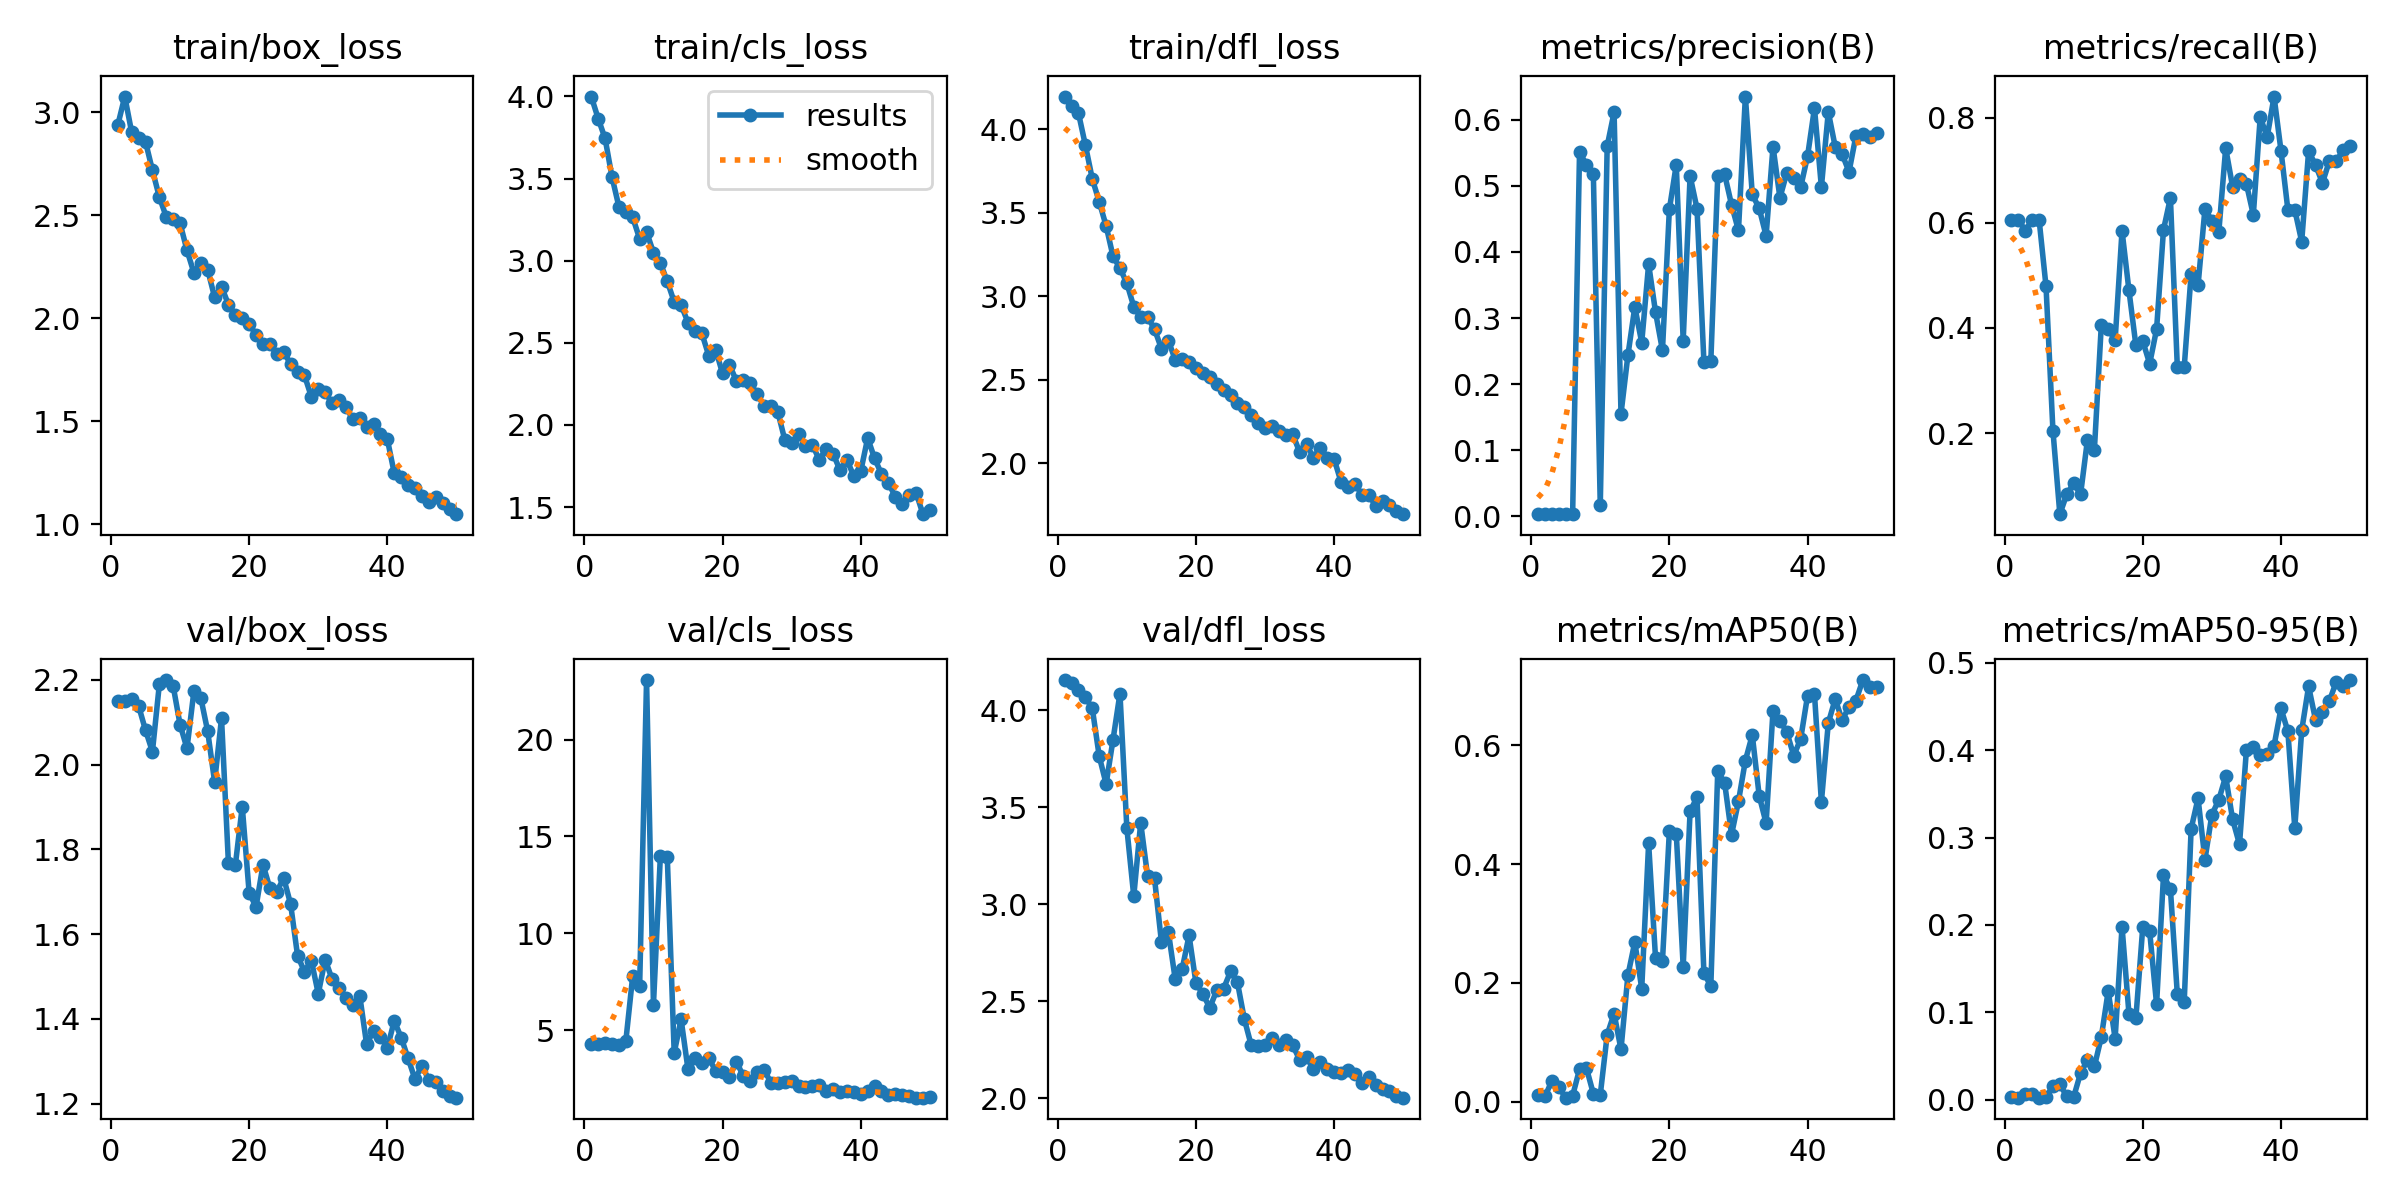 train/box_loss
train/cls_loss
train/dfl_loss
metrics/precision(B)
metrics/recall(B)
3.0
2.5
2.0
1.5
1.0
0 20 40
results
smooth
4.0
3.5
3.0
2.5
2.0
1.5
0 20 40
4.0
3.5
3.0
2.5
2.0
0 20 40
0.6
0.5
0.4
0.3
0.2
0.1
0.0
0 20 40
0.8
0.6
0.4
0.2
0 20 40
val/box_loss
val/cls_loss
val/dfl_loss
metrics/mAP50(B)
metrics/mAP50-95(B)
2.2
2.0
1.8
1.6
1.4
1.2
0 20 40
20
15
10
5
0 20 40
4.0
3.5
3.0
2.5
2.0
0 20 40
0.6
0.4
0.2
0.0
0 20 40
0.5
0.4
0.3
0.2
0.1
0.0
0 20 40